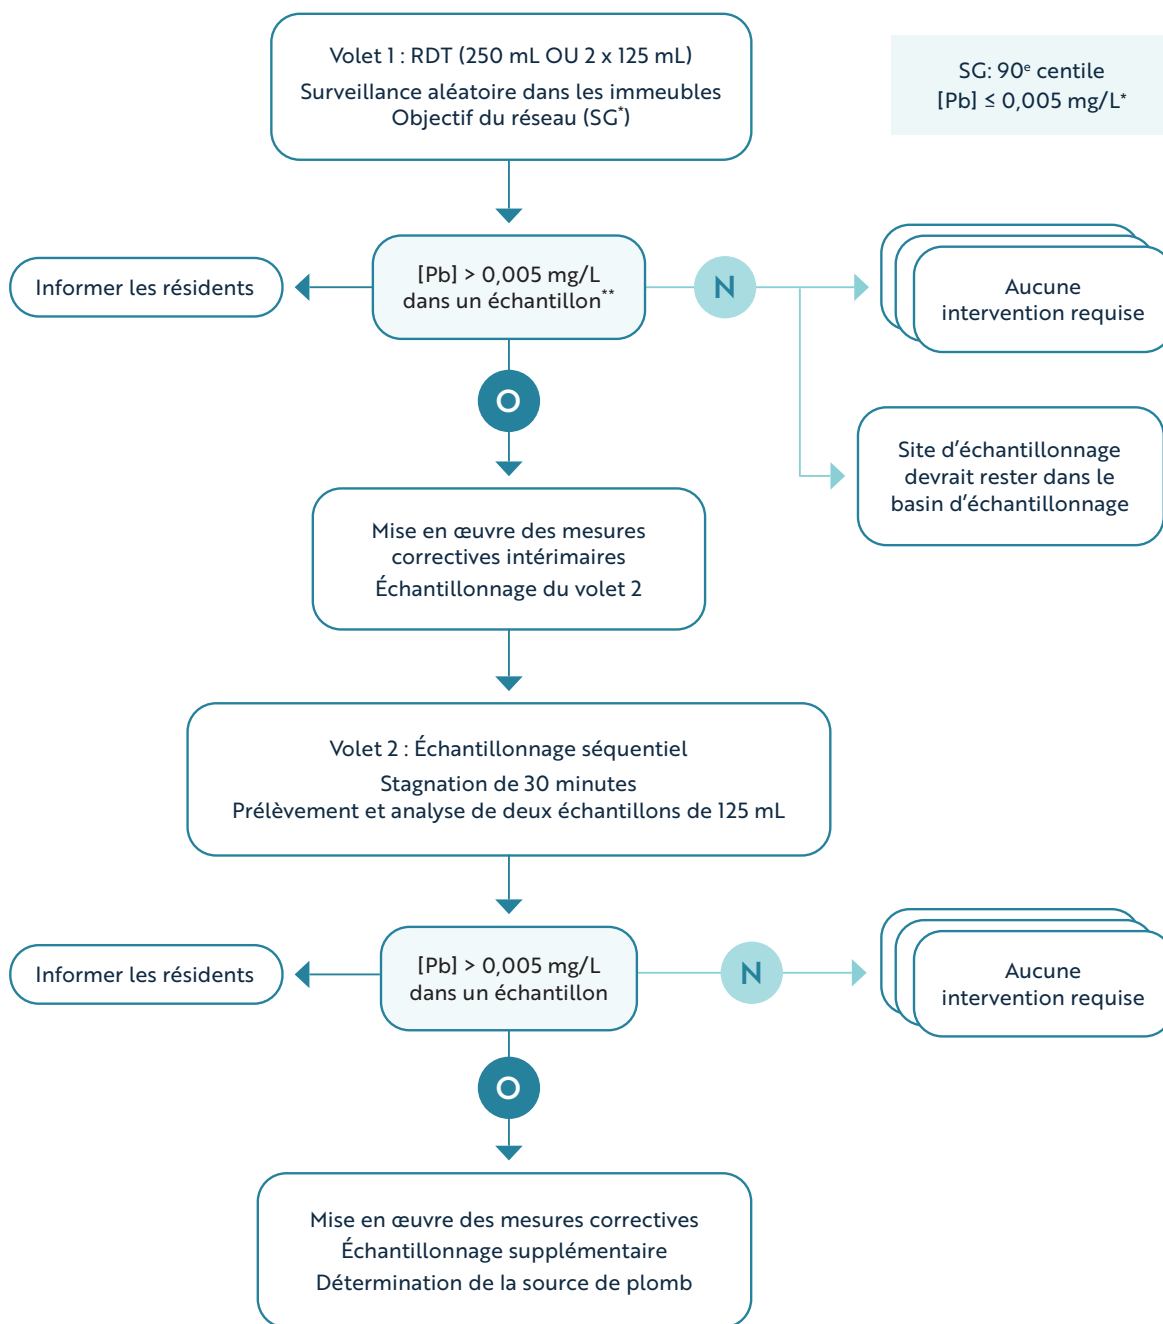 Volet 1 : RDT (250 mL OU 2 x 125 mL)
Surveillance aléatoire dans les immeubles
Objectif du réseau (SG*)
SG: 90e centile
[Pb] ≤ 0,005 mg/L*
Informer les résidents
[Pb] > 0,005 mg/L
dans un échantillon**
N
Aucune
intervention requise
O
Site d’échantillonnage
devrait rester dans le
basin d’échantillonnage
Mise en œuvre des mesures
correctives intérimaires
Échantillonnage du volet 2
Volet 2 : Échantillonnage séquentiel
Stagnation de 30 minutes
Prélèvement et analyse de deux échantillons de 125 mL
Informer les résidents
[Pb] > 0,005 mg/L
dans un échantillon
N
Aucune
intervention requise
O
Mise en œuvre des mesures correctives
Échantillonnage supplémentaire
Détermination de la source de plomb